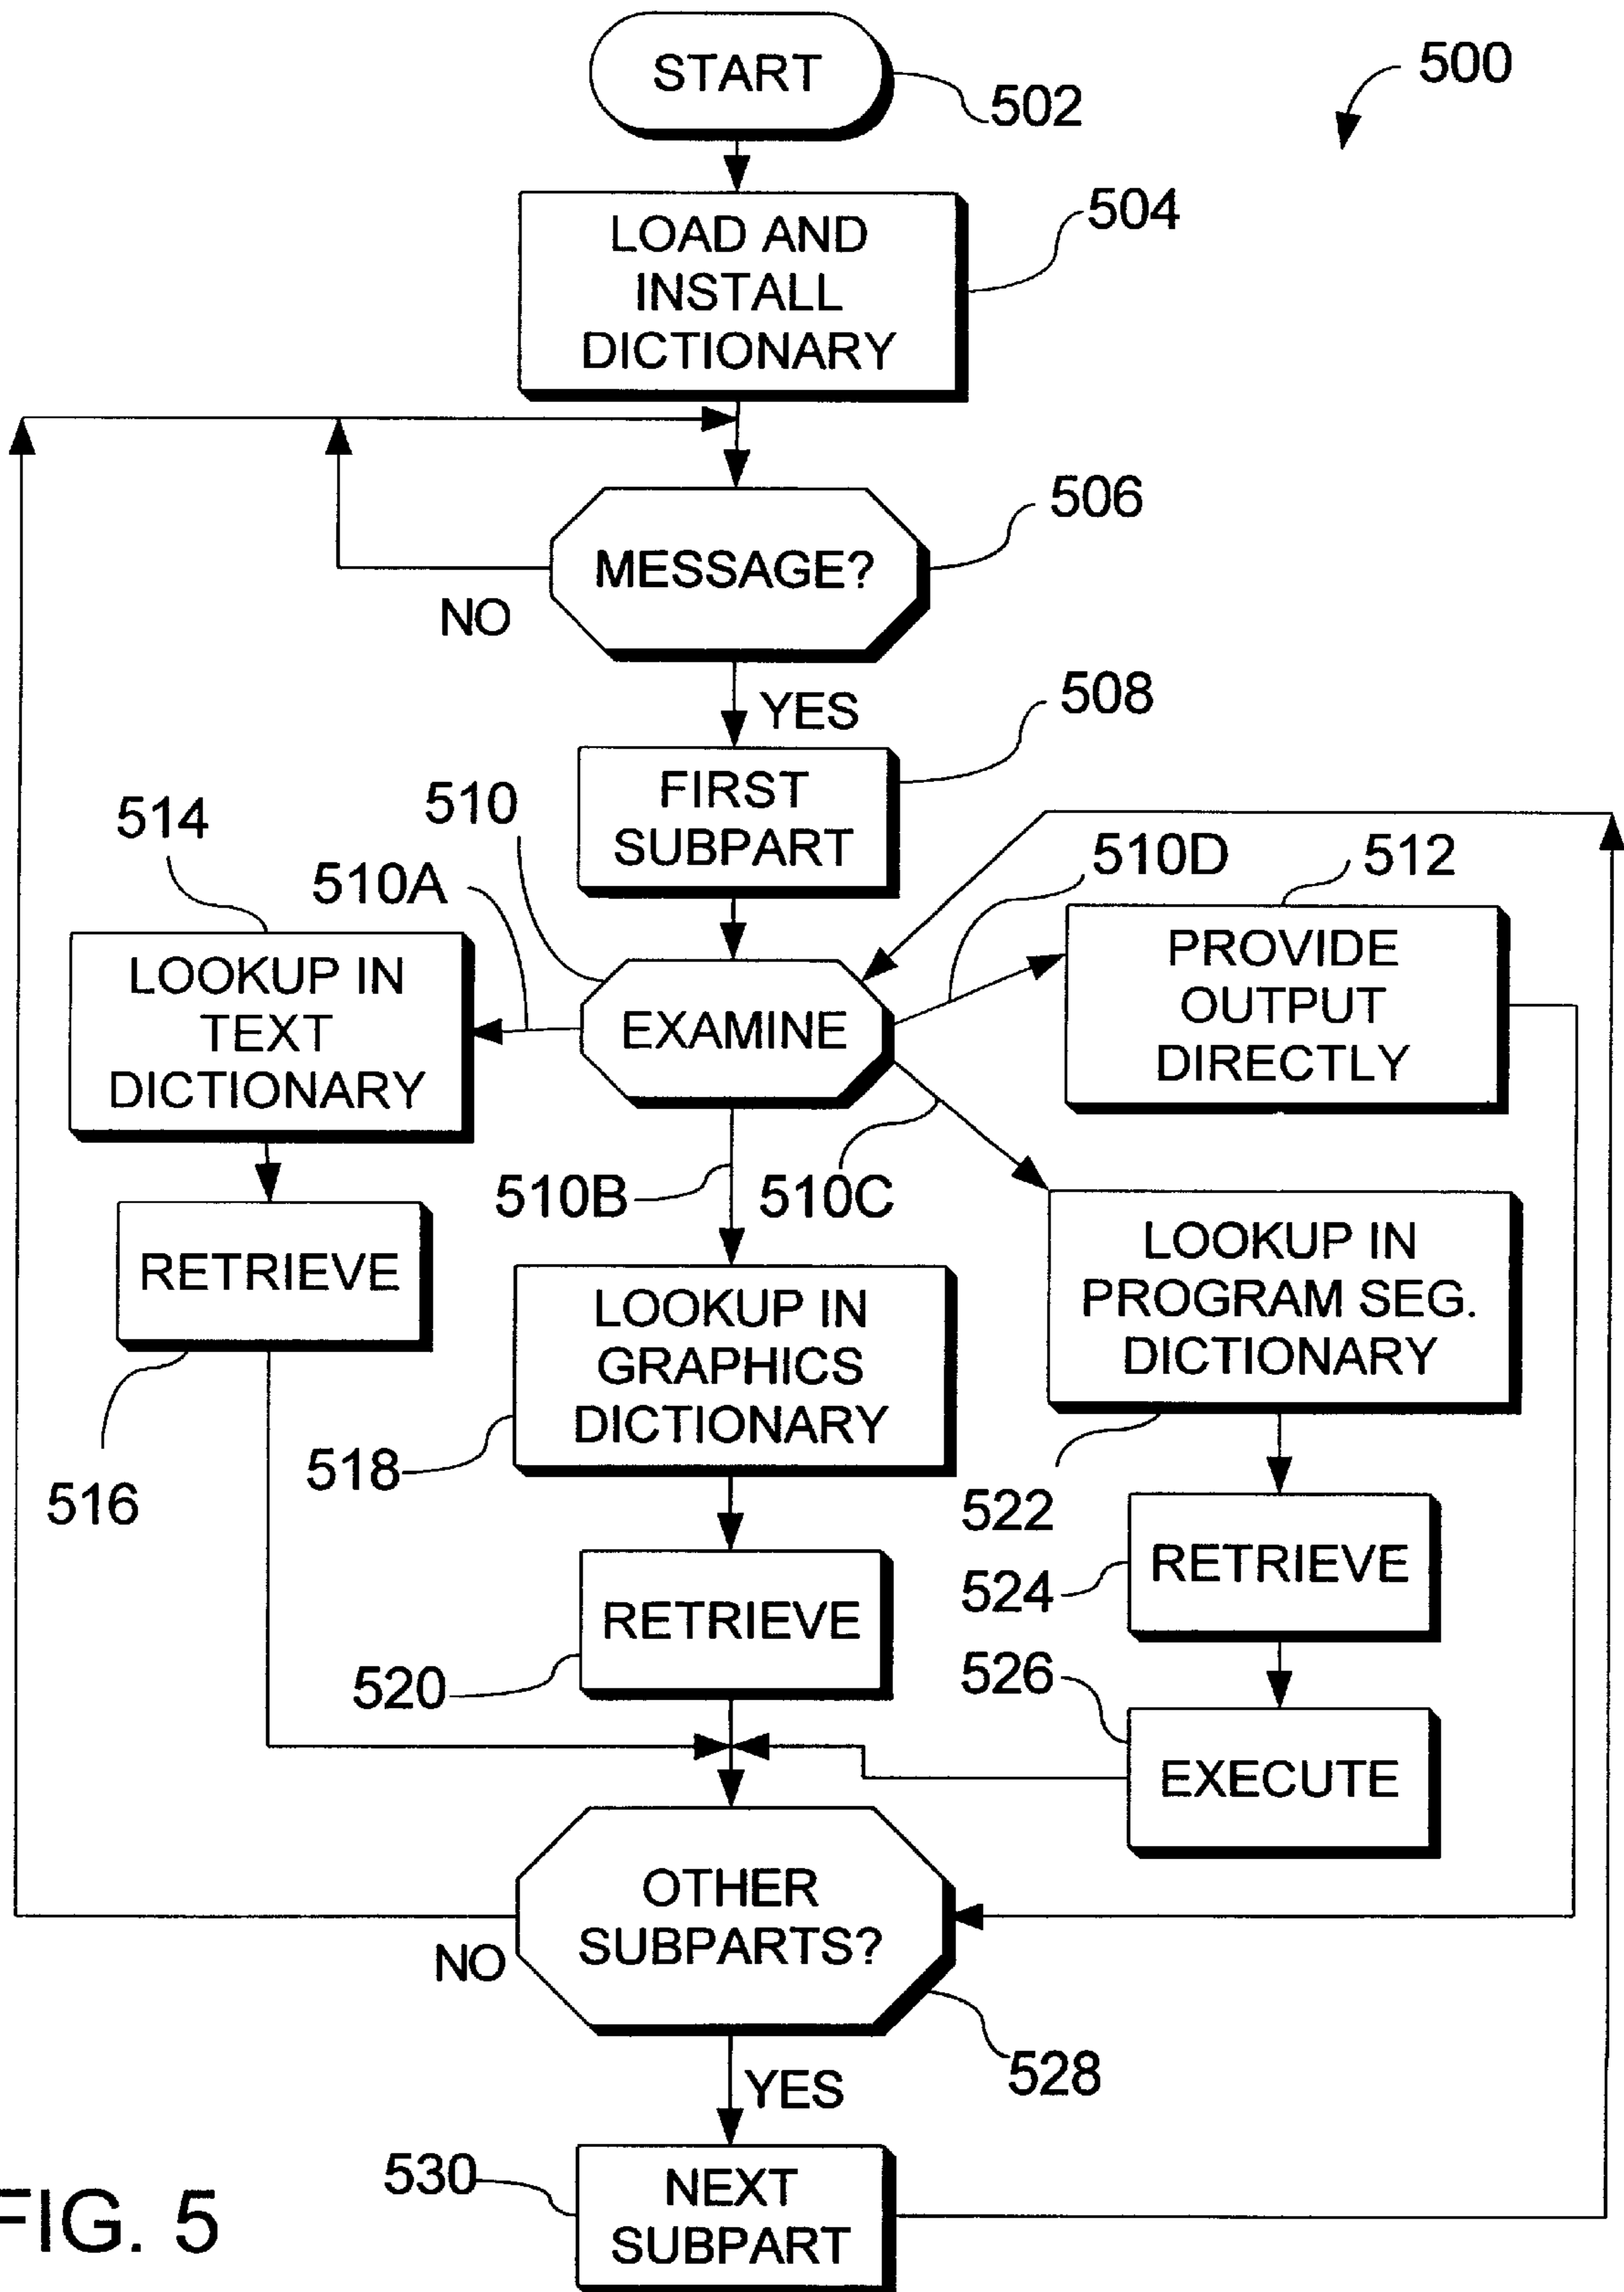 START
502
500
LOAD AND
INSTALL
DICTIONARY
504
MESSAGE?
506
NO
YES
FIRST
SUBPART
508
510
514
510A
510D
512
LOOKUP IN
TEXT
DICTIONARY
EXAMINE
PROVIDE
OUTPUT
DIRECTLY
510B
510C
RETRIEVE
516
LOOKUP IN
GRAPHICS
DICTIONARY
518
LOOKUP IN
PROGRAM SEG.
DICTIONARY
522
RETRIEVE
520
RETRIEVE
524
EXECUTE
526
OTHER
SUBPARTS?
NO
528
YES
NEXT
SUBPART
530
FIG. 5